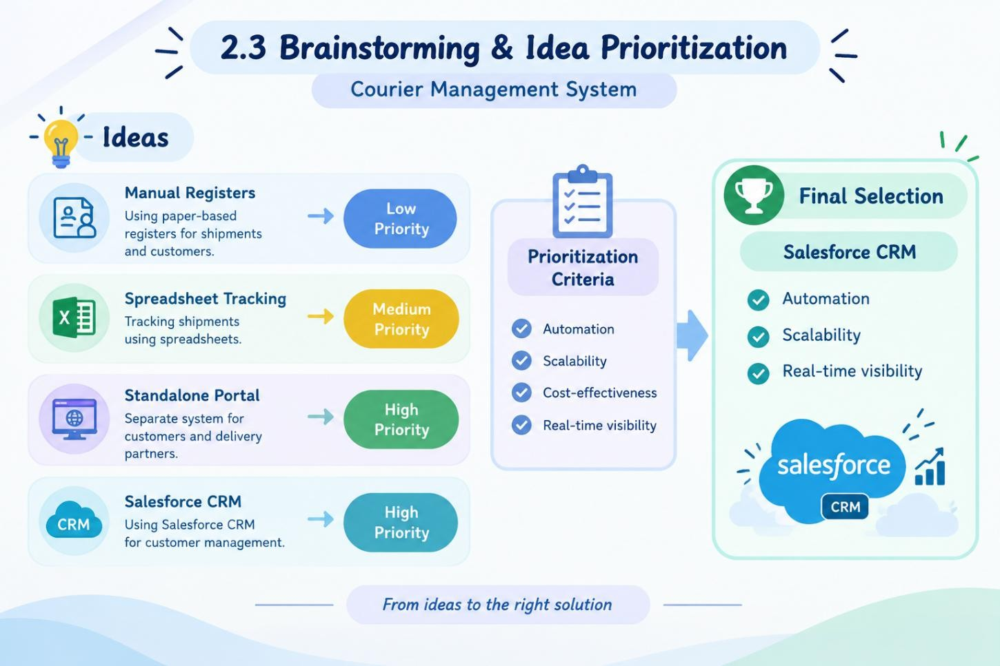 2.3 Brainstorming & Idea Prioritization
Courier Management System
Ideas
Manual Registers
Using paper-based
registers for shipments
and customers.
Low
Priority
X
Spreadsheet Tracking
Tracking shipments
using spreadsheets.
Medium
Priority
Standalone Portal
Separate system for
customers and delivery
partners.
High
Priority
CRM
Salesforce CRM
Using Salesforce CRM
for customer management.
High
Priority
Prioritization
Criteria
Automation
Scalability
Cost-effectiveness
Real-time visibility
Final Selection
Salesforce CRM
Automation
Scalability
Real-time visibility
salesforce
CRM
From ideas to the right solution